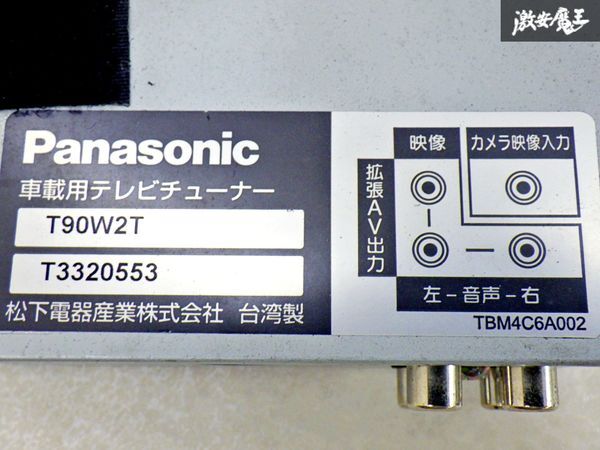 激安魔王
Panasonic
車載用テレビチューナー
T90W2T
T3320553
松下電器産業株式会社 台湾製
映像
カメラ映像入力
拡張AV出力
左-音声-右
TBM4C6A002